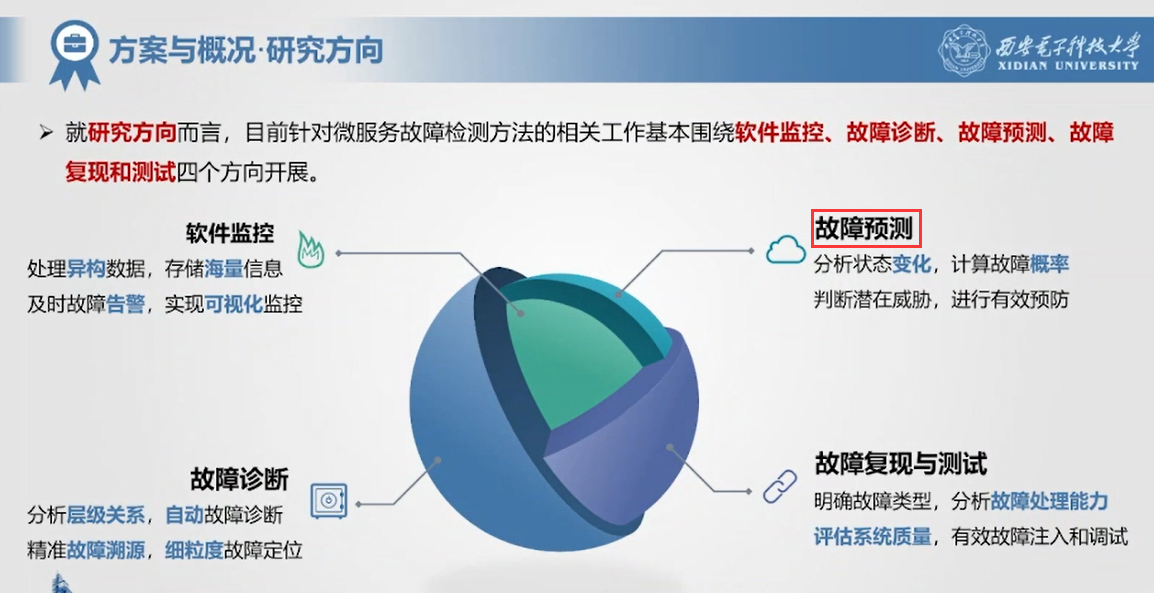 方案与概况·研究方向
西安电子科技大学
XIDIAN UNIVERSITY
➢ 就研究方向而言，目前针对微服务故障检测方法的相关工作基本围绕软件监控、故障诊断、故障预测、故障
复现和测试四个方向开展。
软件监控
处理异构数据，存储海量信息
及时故障告警，实现可视化监控
故障预测
分析状态变化，计算故障概率
判断潜在威胁，进行有效预防
故障诊断
分析层级关系，自动故障诊断
精准故障溯源，细粒度故障定位
故障复现与测试
明确故障类型，分析故障处理能力
评估系统质量，有效故障注入和调试